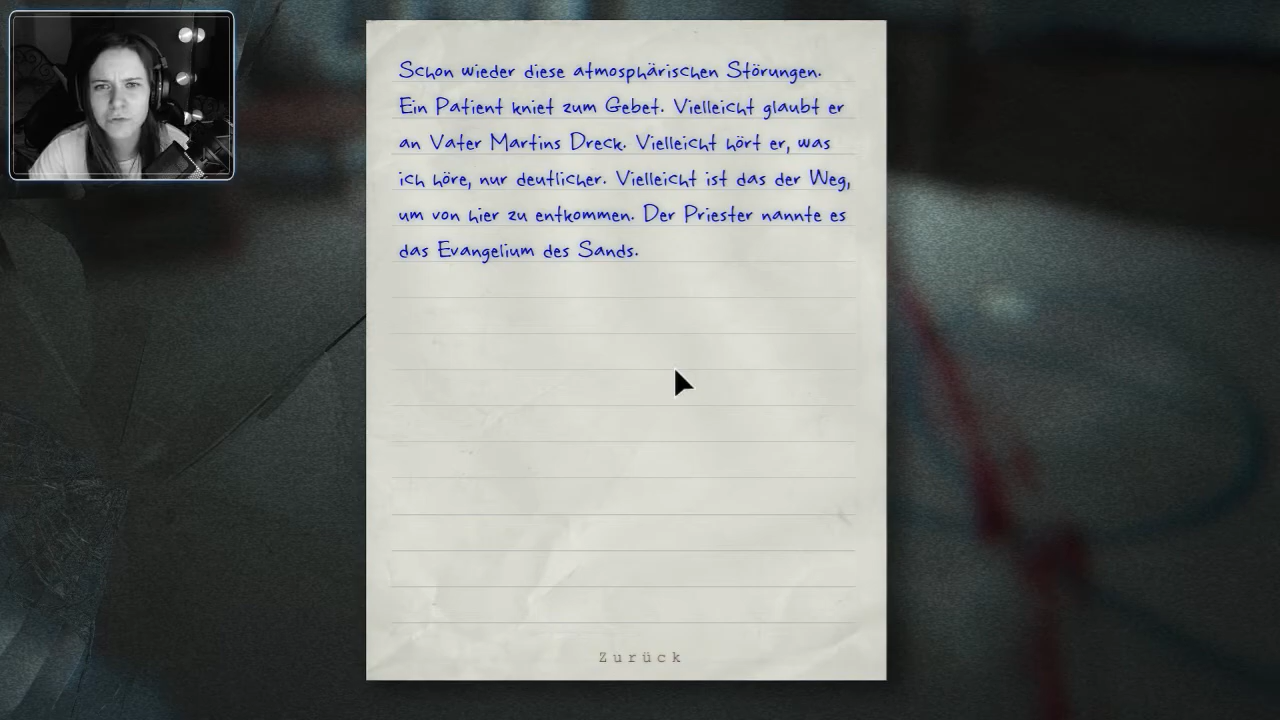 Schon wieder diese atmosphärischen Störungen.
Ein Patient kniet zum Gebet. Vielleicht glaubt er
an Vater Martins Dreck. Vielleicht hört er, was
ich höre, nur deutlicher. Vielleicht ist das der Weg,
um von hier zu entkommen. Der Priester nannte es
das Evangelium des Sands.
Zurück